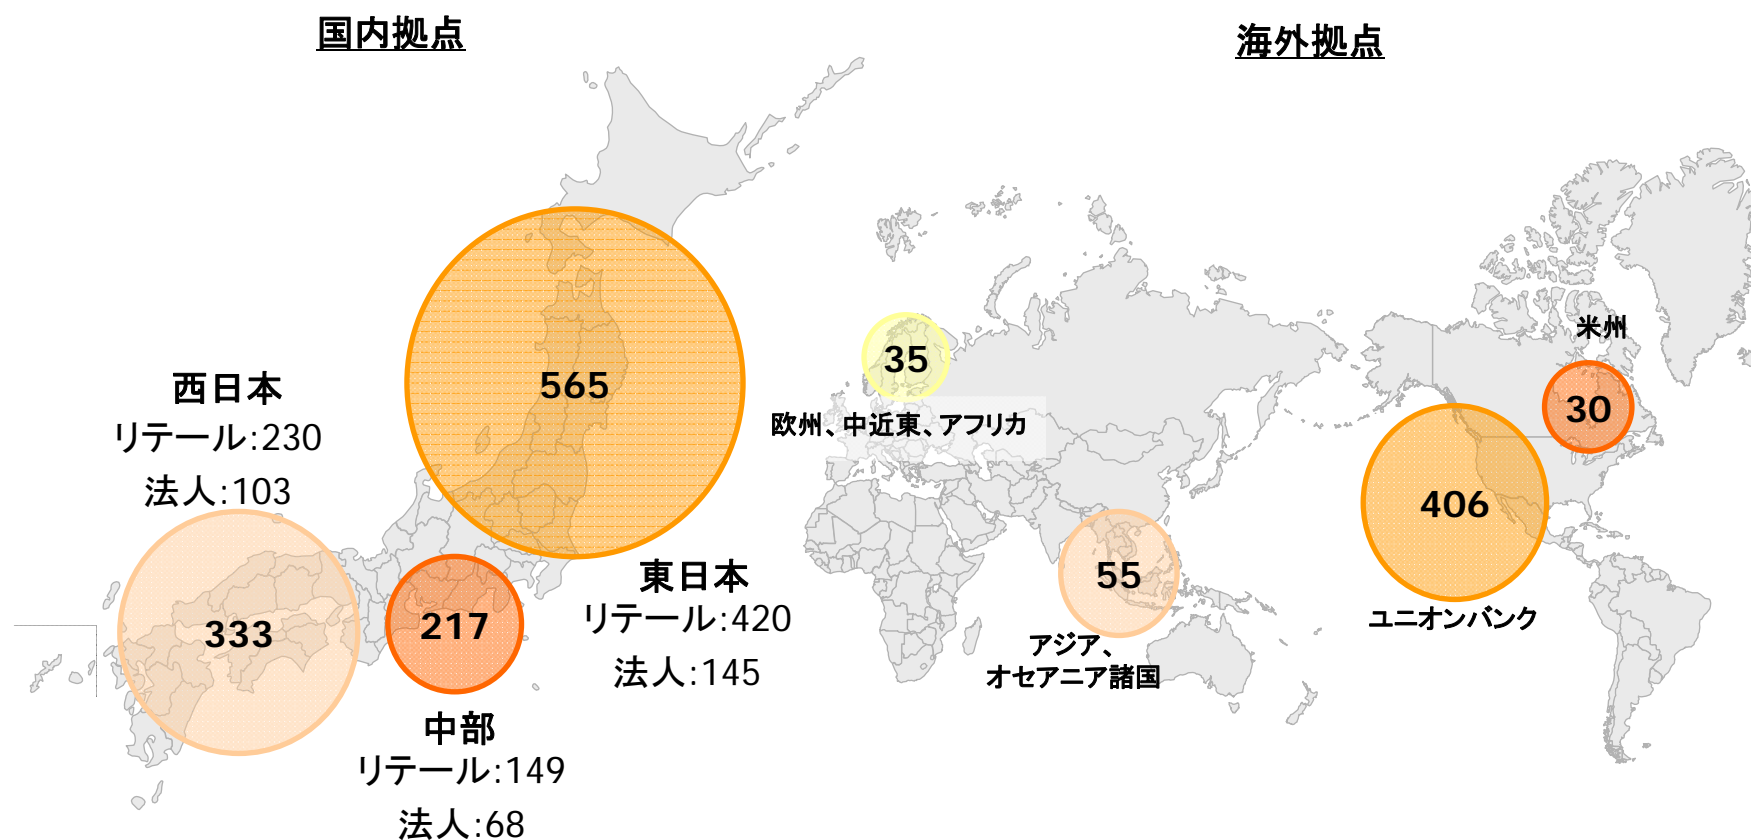 国内拠点
565
西日本
リテール:230
法人:103
333
217
東日本
リテール:420
法人:145
中部
リテール:149
法人:68
海外拠点
米州
35
30
欧州、中近東、アフリカ
406
55
ユニオンバンク
アジア、
オセアニア諸国